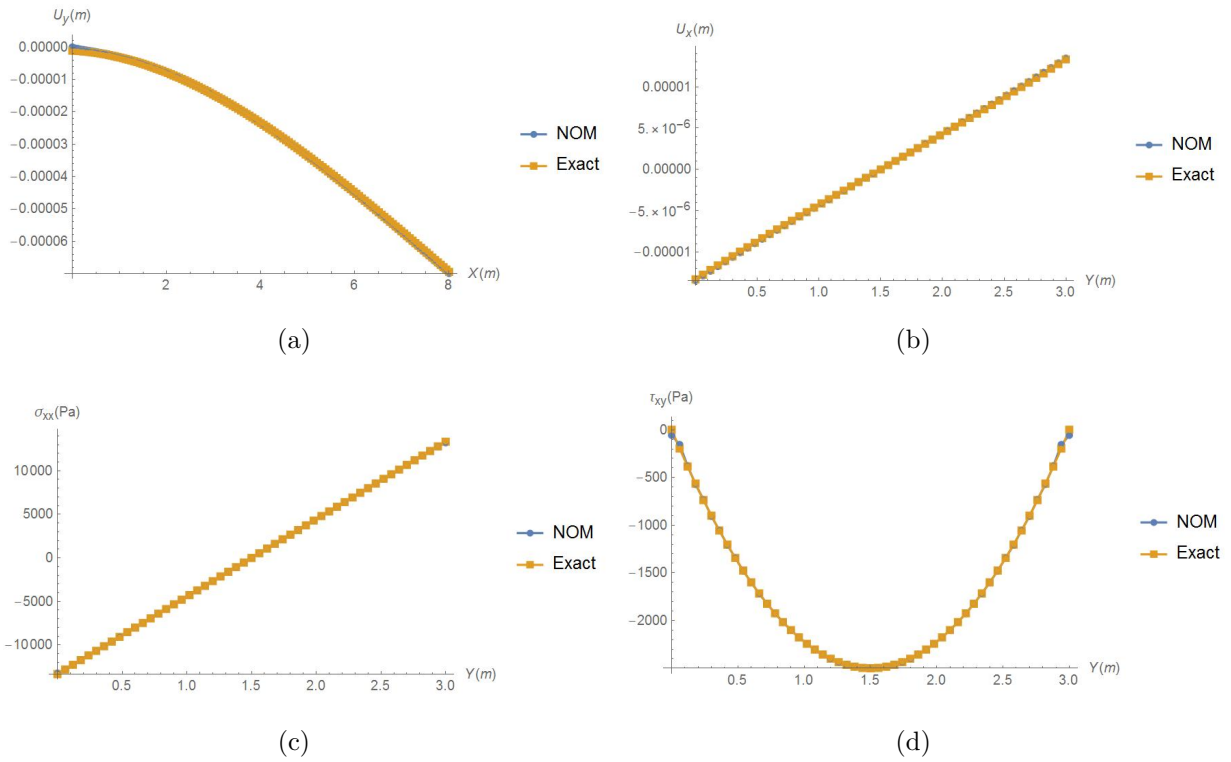 U_y(m)
0.00000
−0.00001
−0.00002
−0.00003
−0.00004
−0.00005
−0.00006
2 4 6 8
X(m)
NOM
Exact
(a)
U_x(m)
0.00001
5.×10^-6
0.00000
−5.×10^-6
−0.00001
0.5 1.0 1.5 2.0 2.5 3.0
Y(m)
NOM
Exact
(b)
σ_xx(Pa)
10000
5000
0
−5000
−10000
0.5 1.0 1.5 2.0 2.5 3.0
Y(m)
NOM
Exact
(c)
τ_xy(Pa)
0
−500
−1000
−1500
−2000
0.5 1.0 1.5 2.0 2.5 3.0
Y(m)
NOM
Exact
(d)